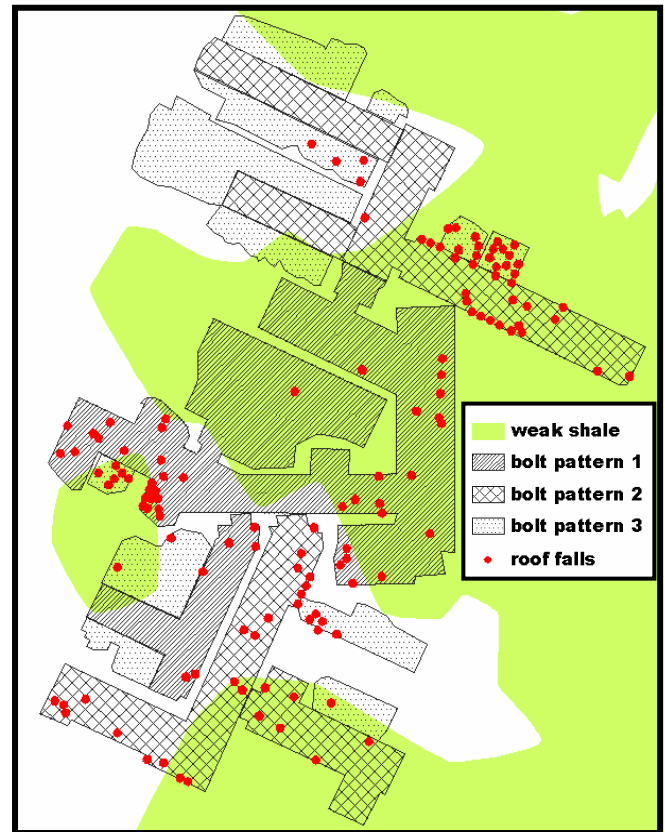 weak shale
bolt pattern 1
bolt pattern 2
bolt pattern 3
roof falls